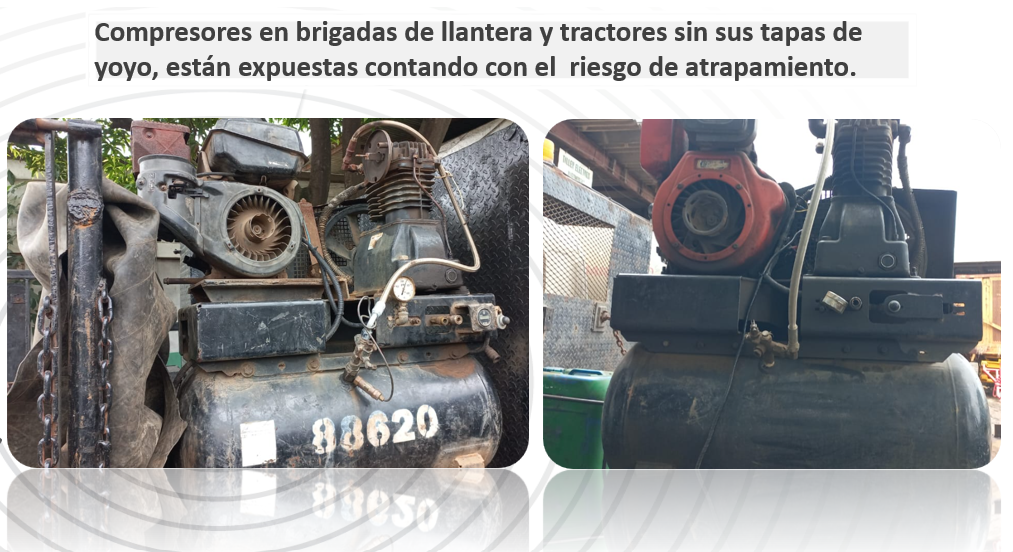 Compresores en brigadas de llantera y tractores sin sus tapas de
yoyo, están expuestas contando con el  riesgo de atrapamiento.
88620